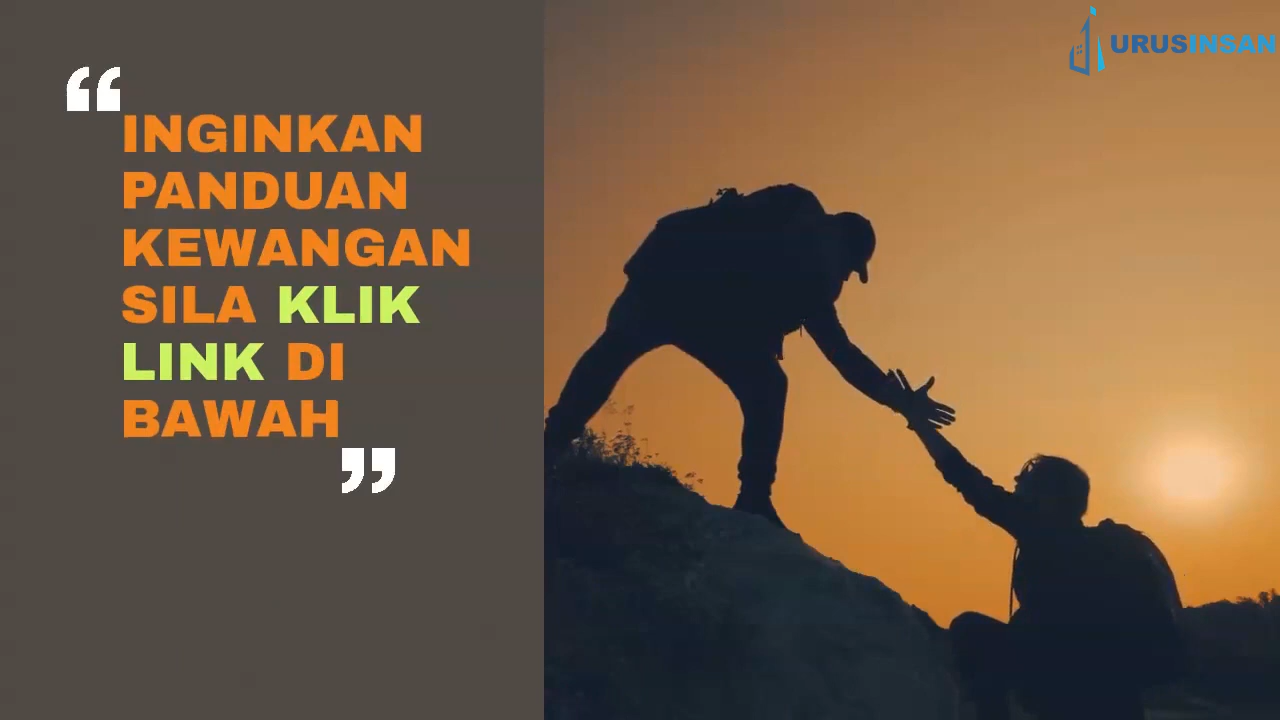 URUSINSAN
“
INGINKAN
PANDUAN
KEWANGAN
SILA KLIK
LINK DI
BAWAH
”